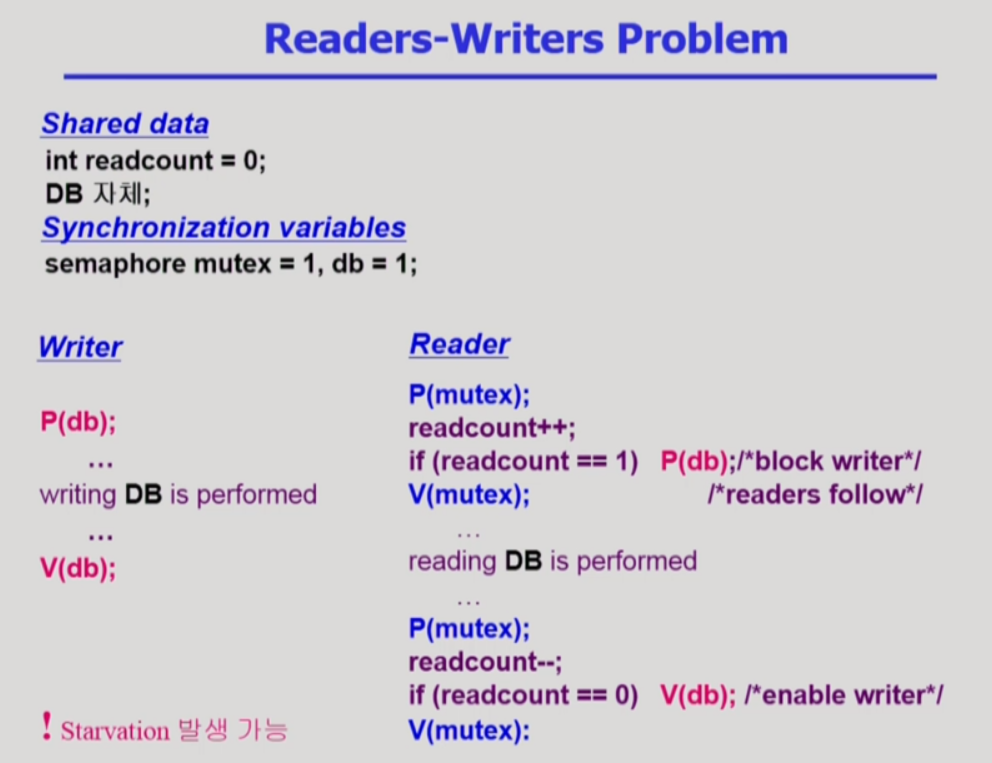 Readers-Writers Problem
Shared data
int readcount = 0;
DB 자체;
Synchronization variables
semaphore mutex = 1, db = 1;
Writer
P(db);
...
writing DB is performed
...
V(db);
! Starvation 발생 가능
Reader
P(mutex);
readcount++;
if (readcount == 1) P(db);/*block writer*/
V(mutex); /*readers follow*/
...
reading DB is performed
...
P(mutex);
readcount--;
if (readcount == 0) V(db); /*enable writer*/
V(mutex):